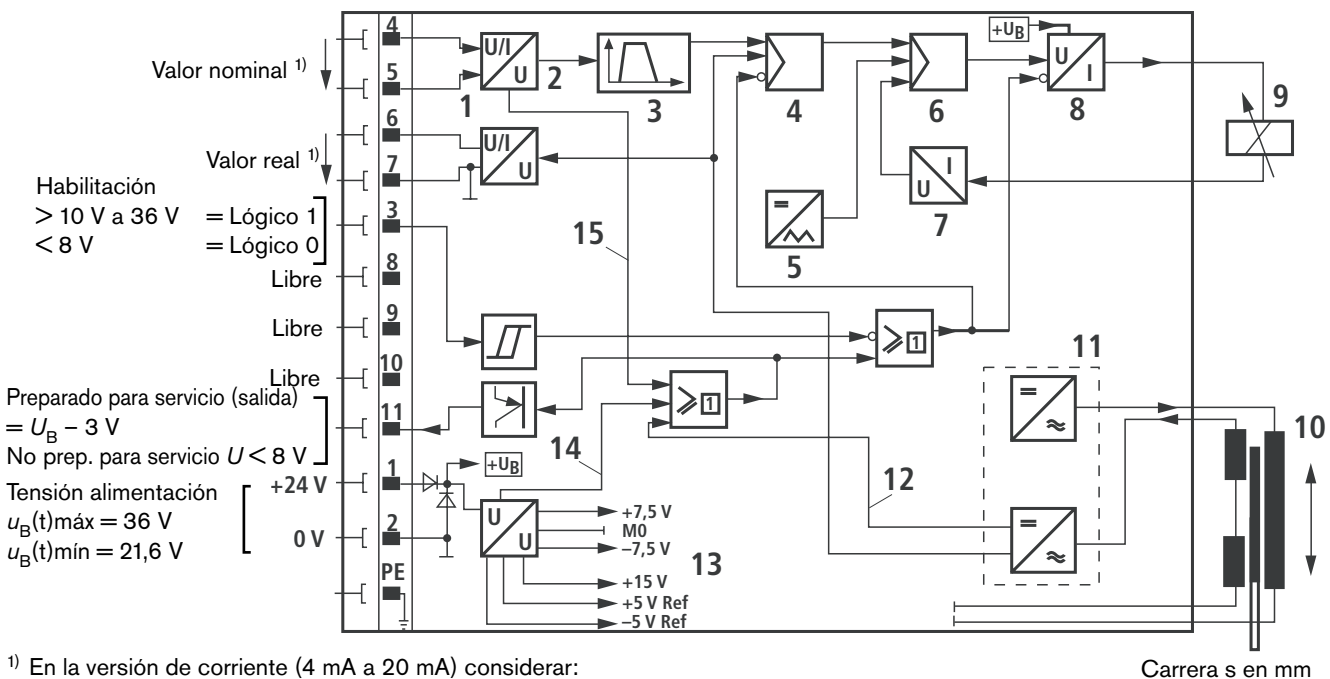 4
Valor nominal 1)
5
6
Valor real 1)
7
Habilitación
> 10 V a 36 V = Lógico 1
< 8 V = Lógico 0
3
Libre
8
Libre
9
Libre
10
Preparado para servicio (salida)
= UB – 3 V
No prep. para servicio U < 8 V
11
Tensión alimentación
uB(t)máx = 36 V
uB(t)mín = 21,6 V
+24 V
1
0 V
2
PE
U/I
U
1
2
3
4
6
+UB
U
I
8
9
U/I
U
=
5
I
U
7
15
≥ 1
≥ 1
14
12
11
=
≈
=
≈
10
+UB
U
U
+7,5 V
M0
–7,5 V
13
+15 V
+5 V Ref
–5 V Ref
1) En la versión de corriente (4 mA a 20 mA) considerar:
Carrera s en mm